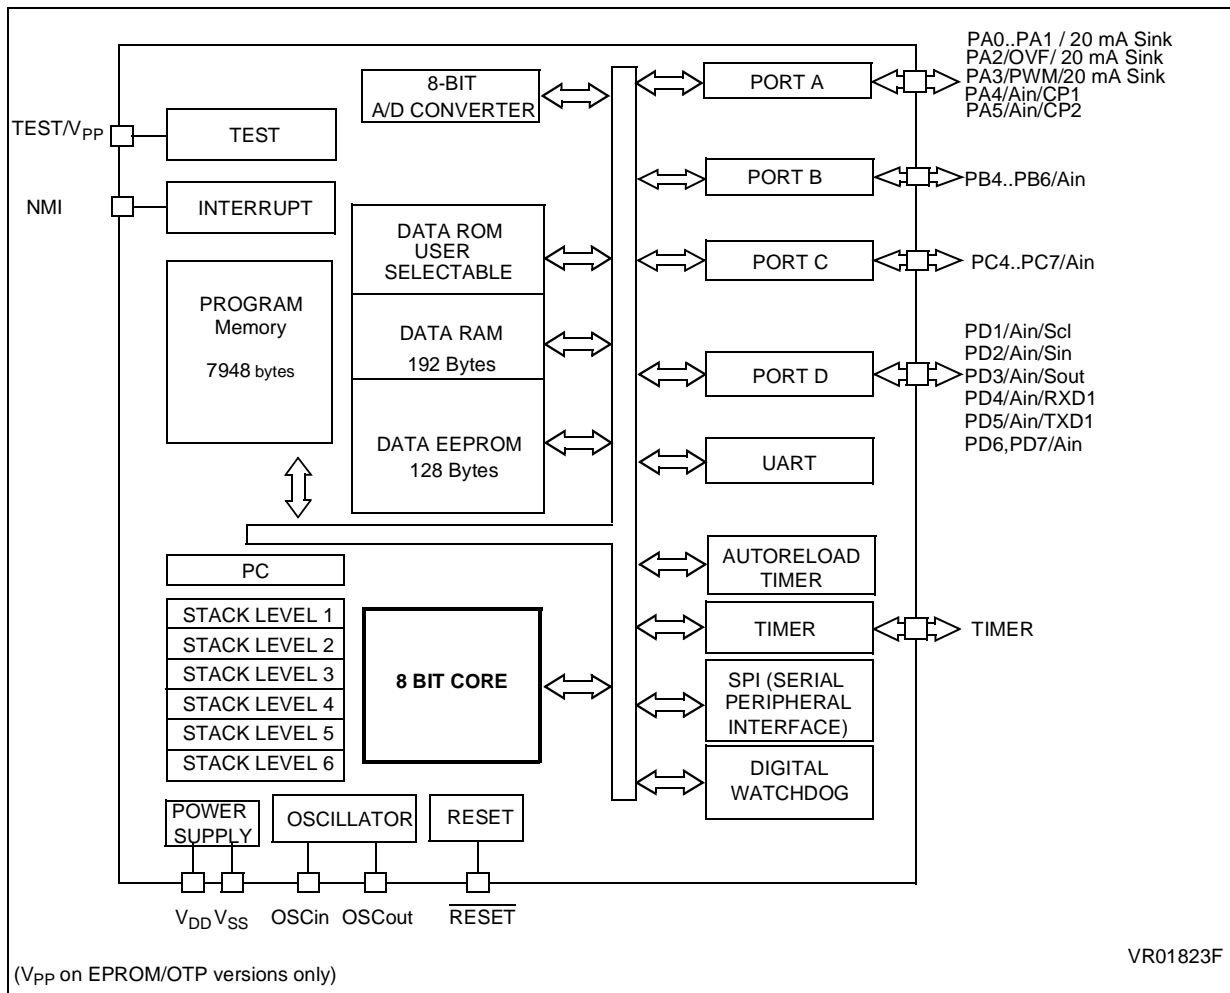 TEST/VPP
NMI
TEST
INTERRUPT
PROGRAM
Memory
7948 bytes
8-BIT
A/D CONVERTER
DATA ROM
USER
SELECTABLE
DATA RAM
192 Bytes
DATA EEPROM
128 Bytes
PC
STACK LEVEL 1
STACK LEVEL 2
STACK LEVEL 3
STACK LEVEL 4
STACK LEVEL 5
STACK LEVEL 6
8 BIT CORE
POWER
SUPPLY
OSCILLATOR
RESET
VDD VSS OSCin OSCout RESET
PORT A
PORT B
PORT C
PORT D
UART
AUTORELOAD
TIMER
TIMER
SPI (SERIAL
PERIPHERAL
INTERFACE)
DIGITAL
WATCHDOG
PA0..PA1 / 20 mA Sink
PA2/OVF/ 20 mA Sink
PA3/PWM/20 mA Sink
PA4/Ain/CP1
PA5/Ain/CP2
PB4..PB6/Ain
PC4..PC7/Ain
PD1/Ain/Scl
PD2/Ain/Sin
PD3/Ain/Sout
PD4/Ain/RXD1
PD5/Ain/TXD1
PD6,PD7/Ain
TIMER
(VPP on EPROM/OTP versions only)
VR01823F